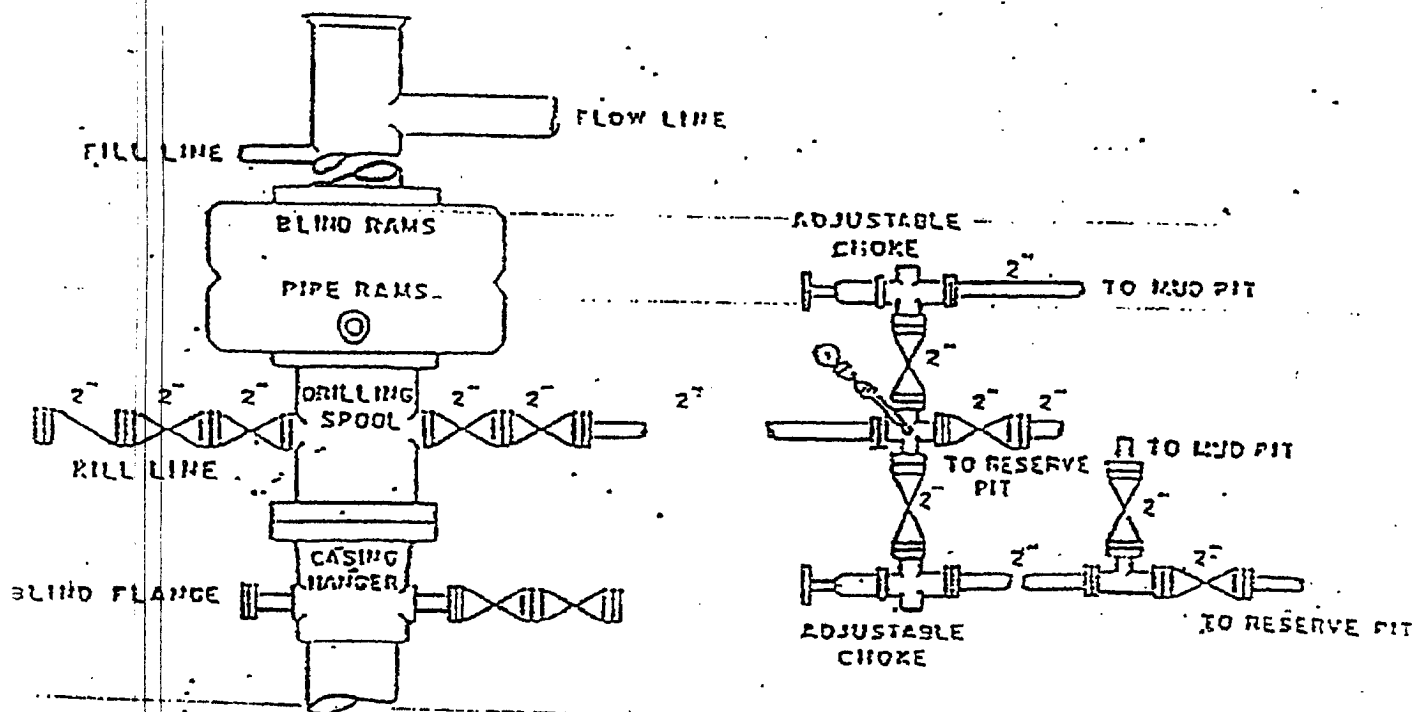 FLOW LINE
FILL LINE
BLIND RAMS
PIPE RAMS
ADJUSTABLE
CHOKE
2"
TO MUD PIT
2"
2" 2" 2"
DRILLING
SPOOL
2" 2"
2"
2" 2"
KILL LINE
TO RESERVE
PIT
TO MUD PIT
2"
2"
CASING
HANGER
BLIND FLANGE
2"
2"
ADJUSTABLE
CHOKE
TO RESERVE PIT